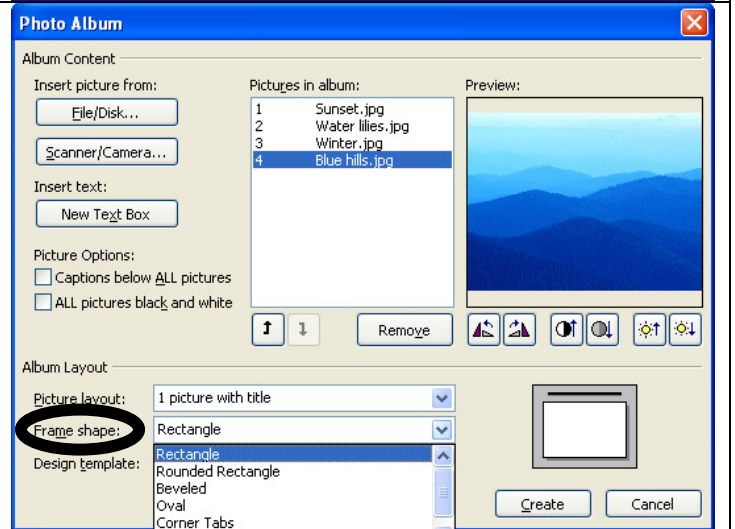 Photo Album
Album Content
Insert picture from:
File/Disk...
Scanner/Camera...
Insert text:
New Text Box
Picture Options:
Captions below ALL pictures
ALL pictures black and white
Pictures in album:
1 Sunset.jpg
2 Water lilies.jpg
3 Winter.jpg
4 Blue hills.jpg
Remove
Preview:
Album Layout
Picture layout: 1 picture with title
Frame shape: Rectangle
Design template:
Rectangle
Rounded Rectangle
Beveled
Oval
Corner Tabs
Create
Cancel